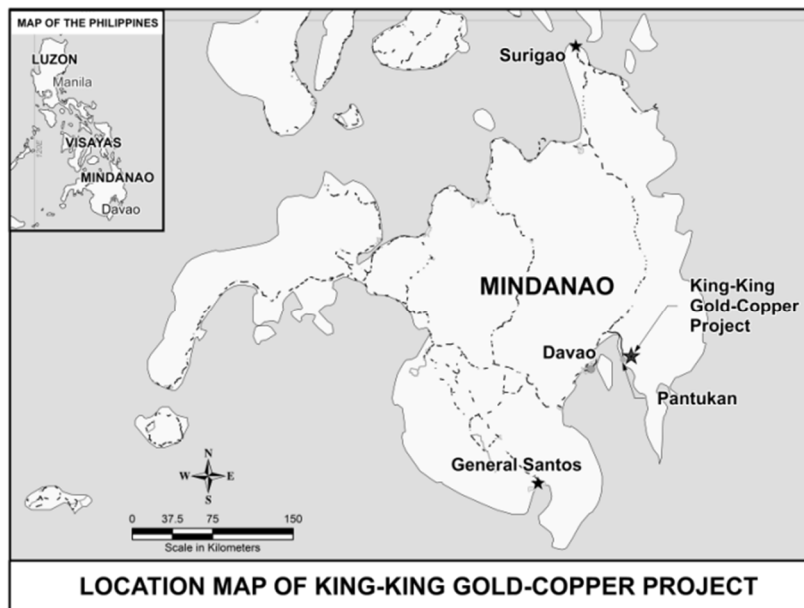 MAP OF THE PHILIPPINES
LUZON
Manila
VISAYAS
MINDANAO
Davao
Surigao
MINDANAO
King-King
Gold-Copper
Project
Davao
Pantukan
General Santos
N
W E
S
0 37.5 75 150
Scale in Kilometers
LOCATION MAP OF KING-KING GOLD-COPPER PROJECT